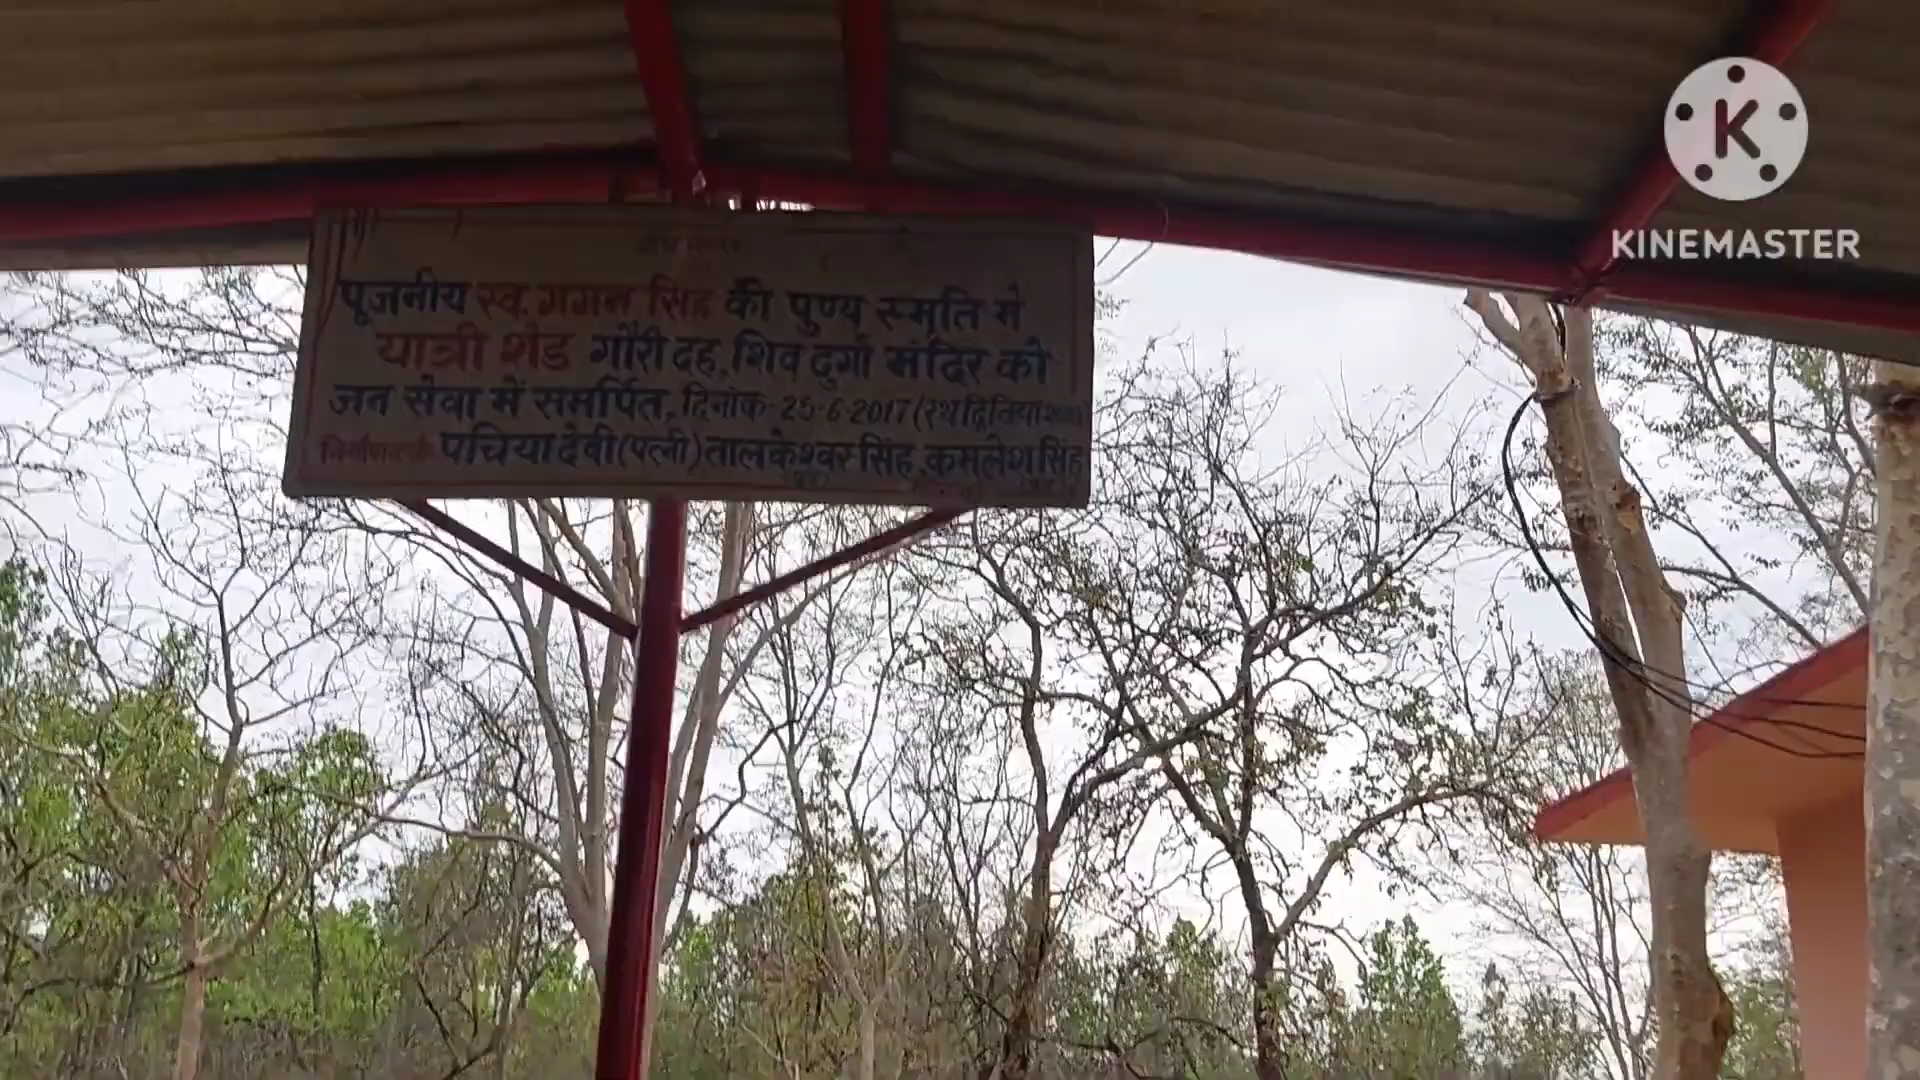 पूजनीय स्व. गगन सिंह की पुण्य स्मृति मे
यात्री शैड गौरी दह, शिव दुर्गा मंदिर को
जन सेवा में समर्पित, दिनांक- 25-6-2017 (रथ द्वितिया
पचिया देवी (पत्नी) तालकेश्वर सिंह, कमलेश सिंह
KINEMASTER